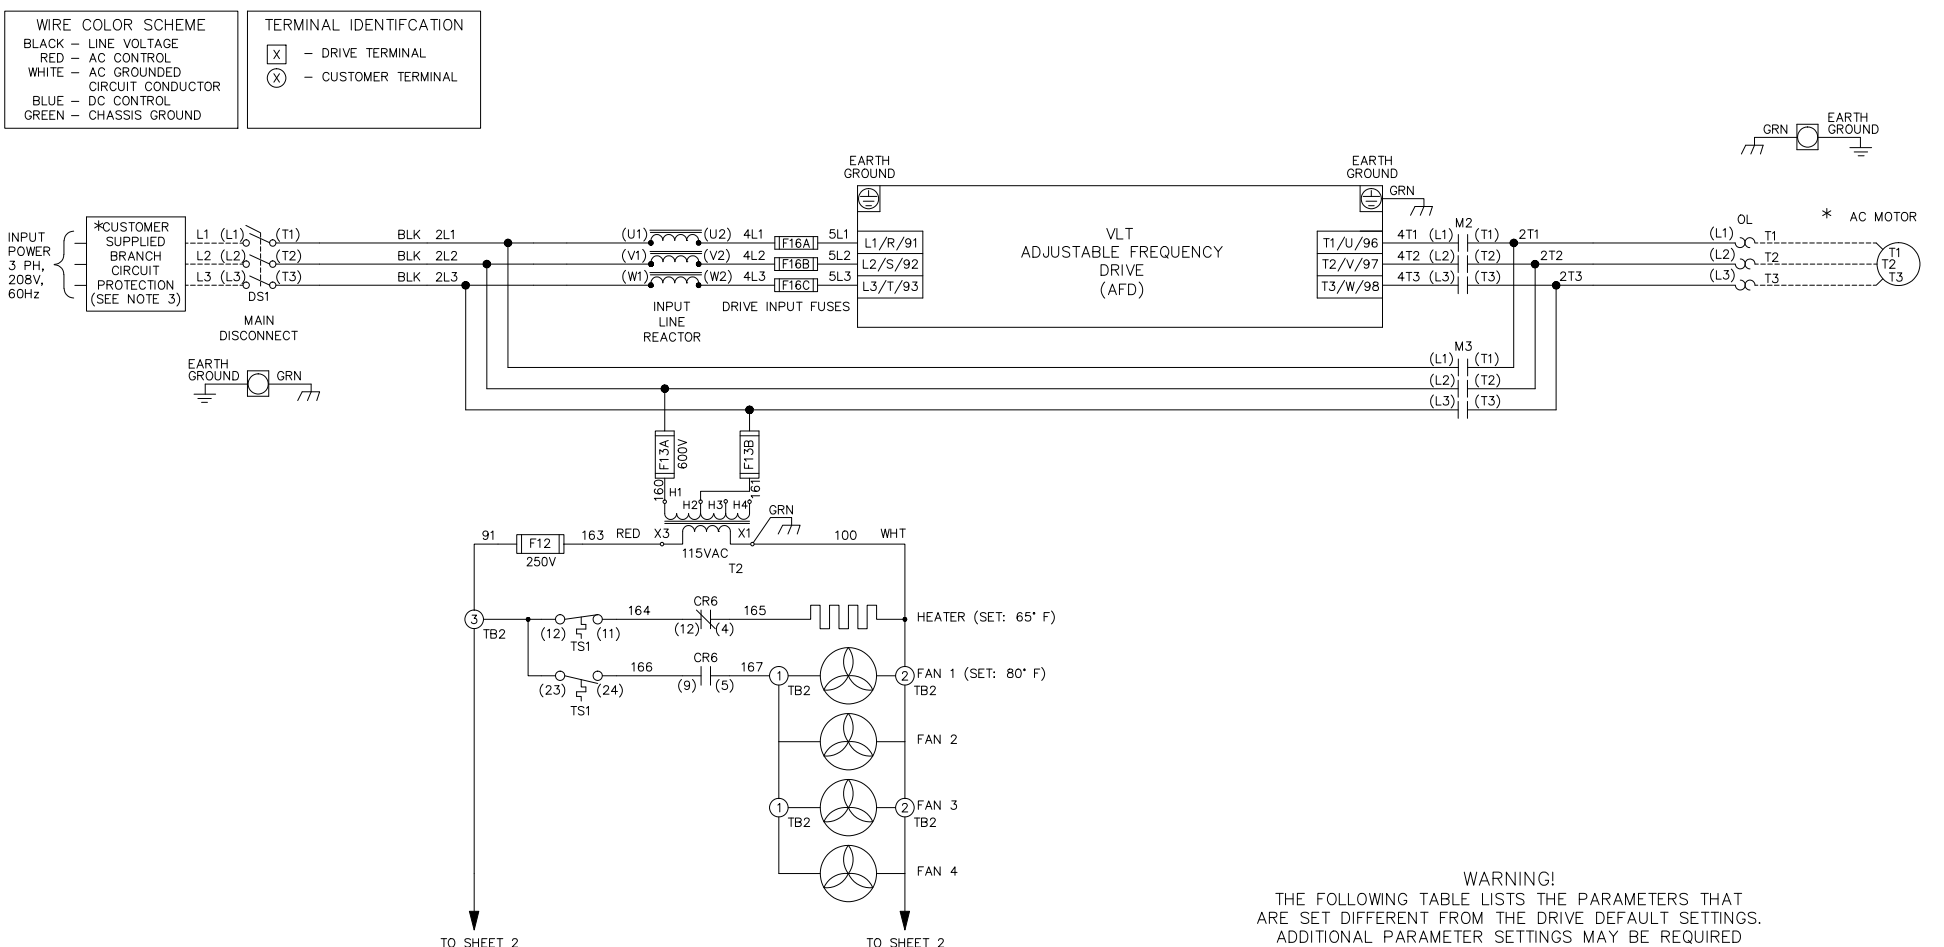 WIRE COLOR SCHEME
BLACK – LINE VOLTAGE
RED – AC CONTROL
WHITE – AC GROUNDED
CIRCUIT CONDUCTOR
BLUE – DC CONTROL
GREEN – CHASSIS GROUND
TERMINAL IDENTIFCATION
X – DRIVE TERMINAL
X – CUSTOMER TERMINAL
GRN
EARTH
GROUND
INPUT
POWER
3 PH,
208V,
60Hz
*CUSTOMER
SUPPLIED
BRANCH
CIRCUIT
PROTECTION
(SEE NOTE 3)
L1 (L1) (T1) BLK 2L1 (U1) (U2) 4L1 F16A 5L1 L1/R/91
L2 (L2) (T2) BLK 2L2 (V1) (V2) 4L2 F16B 5L2 L2/S/92
L3 (L3) (T3) BLK 2L3 (W1) (W2) 4L3 F16C 5L3 L3/T/93
DS1
MAIN
DISCONNECT
INPUT
LINE
REACTOR
DRIVE INPUT FUSES
EARTH
GROUND
VLT
ADJUSTABLE FREQUENCY
DRIVE
(AFD)
EARTH
GROUND
GRN
M2
T1/U/96 4T1 (L1) (T1) 2T1
T2/V/97 4T2 (L2) (T2) 2T2
T3/W/98 4T3 (L3) (T3) 2T3
OL
(L1) T1
(L2) T2
(L3) T3
* AC MOTOR
T1
T2
T3
EARTH
GROUND GRN
M3
(L1) (T1)
(L2) (T2)
(L3) (T3)
F13A
600V
F13B
160
161
H1
H2 H3 H4
GRN
91 F12 163 RED X3 X1 100 WHT
250V
115VAC
T2
3
TB2
(12) (11)
TS1
164
CR6
(12) (4)
165
HEATER (SET: 65° F)
(23) (24)
TS1
166
CR6
(9) (5)
167
1
TB2
2
TB2
FAN 1 (SET: 80° F)
FAN 2
1
TB2
2
TB2
FAN 3
FAN 4
TO SHEET 2
TO SHEET 2
WARNING!
THE FOLLOWING TABLE LISTS THE PARAMETERS THAT
ARE SET DIFFERENT FROM THE DRIVE DEFAULT SETTINGS.
ADDITIONAL PARAMETER SETTINGS MAY BE REQUIRED